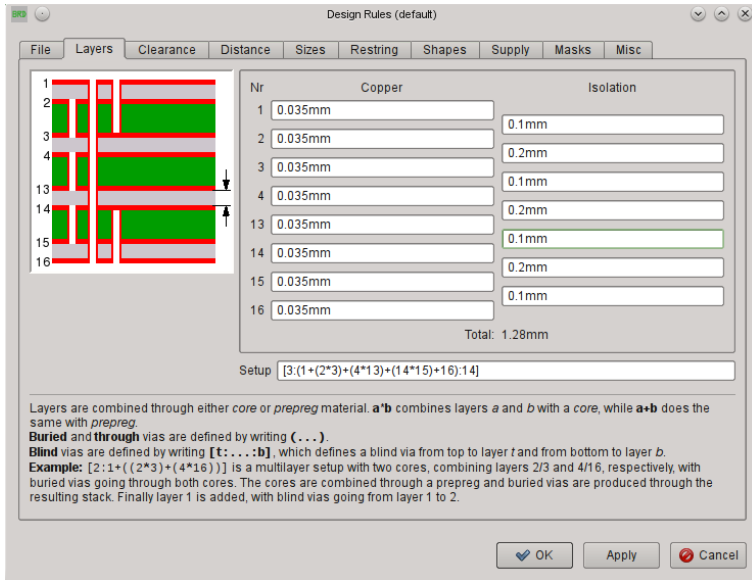 Design Rules (default)
File Layers Clearance Distance Sizes Restring Shapes Supply Masks Misc
1
2
3
4
13
14
15
16
Nr Copper Isolation
1 0.035mm
0.1mm
2 0.035mm
0.2mm
3 0.035mm
0.1mm
4 0.035mm
0.2mm
13 0.035mm
0.1mm
14 0.035mm
0.2mm
15 0.035mm
0.1mm
16 0.035mm
Total: 1.28mm
Setup [3:(1+(2*3)+(4*13)+(14*15)+16):14]
Layers are combined through either core or prepreg material. a*b combines layers a and b with a core, while a+b does the
same with prepreg.
Buried and through vias are defined by writing (...).
Blind vias are defined by writing [t:...:b], which defines a blind via from top to layer t and from bottom to layer b.
Example: [2:1+((2*3)+(4*16))] is a multilayer setup with two cores, combining layers 2/3 and 4/16, respectively, with
buried vias going through both cores. The cores are combined through a prepreg and buried vias are produced through the
resulting stack. Finally layer 1 is added, with blind vias going from layer 1 to 2.
OK Apply Cancel